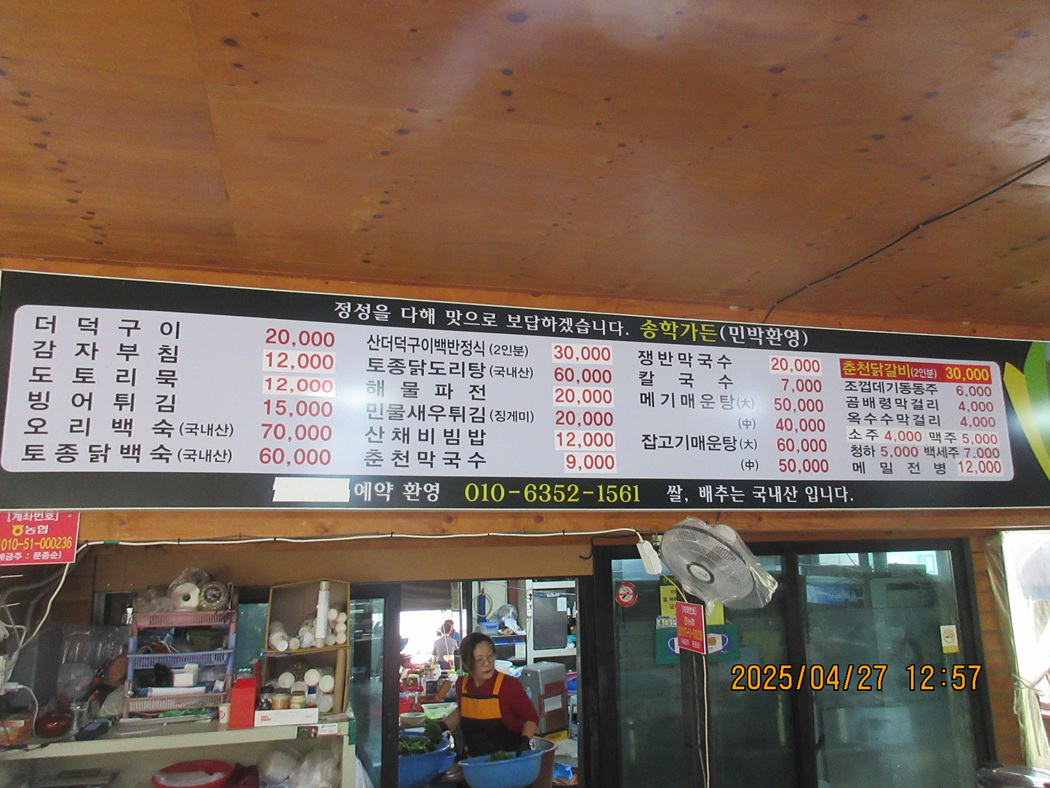 정성을 다해 맛으로 보답하겠습니다. 송학가든(민박환영)
더덕구이 20,000
감자부침 12,000
도토리묵 12,000
빙어튀김 15,000
오리백숙(국내산) 70,000
토종닭백숙(국내산) 60,000
산더덕구이백반정식(2인분) 30,000
토종닭도리탕(국내산) 60,000
해물파전 20,000
민물새우튀김(징게미) 20,000
산채비빔밥 12,000
춘천막국수 9,000
쟁반막국수 20,000
칼국수 7,000
메기매운탕(大) 50,000
(中) 40,000
잡고기매운탕(大) 60,000
(中) 50,000
춘천닭갈비(2인분) 30,000
조껍데기동동주 6,000
곰배령막걸리 4,000
옥수수막걸리 4,000
소주 4,000 맥주 5,000
청하 5,000 백세주 7,000
메밀전병 12,000
예약 환영 010-6352-1561 쌀, 배추는 국내산 입니다.
[계좌번호]
농협
010-51-000236
예금주 : 문종순)
2025/04/27 12:57